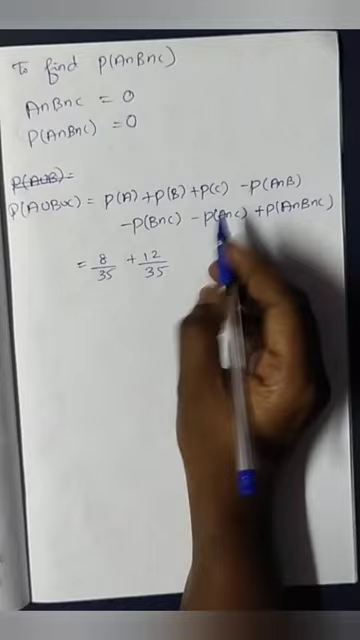 To find P(A∩B∩C)
A∩B∩C = 0
P(A∩B∩C) = 0
P(A∪B) =
P(A∪B∪C) = P(A) + P(B) + P(C) - P(A∩B)
- P(B∩C) - P(A∩C) + P(A∩B∩C)
= 8/35 + 12/35